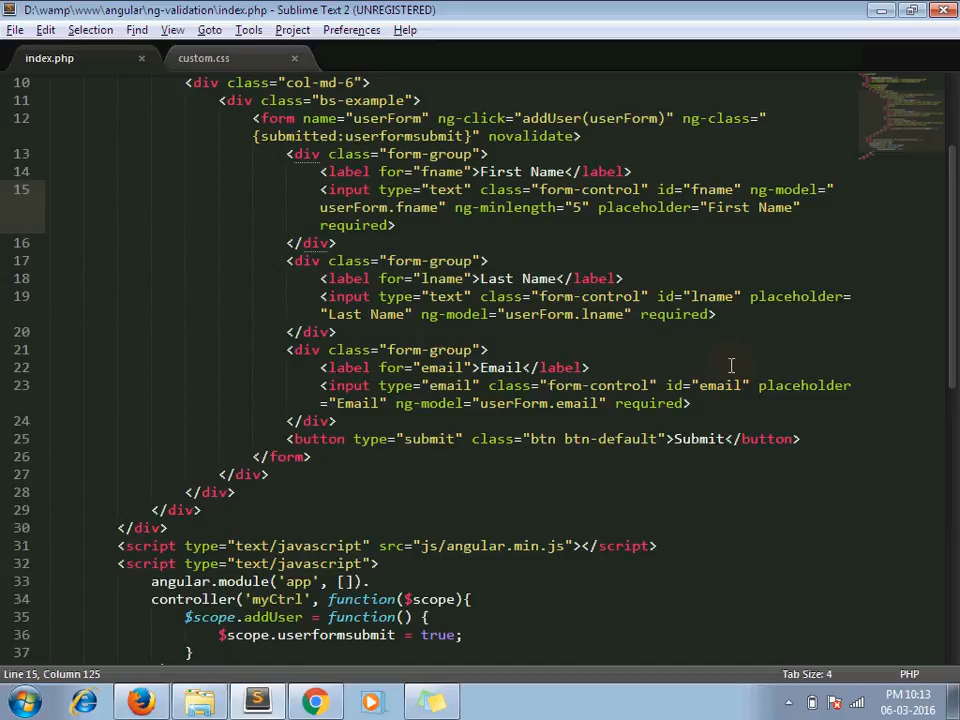 D:\wamp\www\angular\ng-validation\index.php - Sublime Text 2 (UNREGISTERED)
File Edit Selection Find View Goto Tools Project Preferences Help
index.php custom.css
10 <div class="col-md-6">
11 <div class="bs-example">
12 <form name="userForm" ng-click="addUser(userForm)" ng-class="
{submitted:userformsubmit}" novalidate>
13 <div class="form-group">
14 <label for="fname">First Name</label>
15 <input type="text" class="form-control" id="fname" ng-model="
userForm.fname" ng-minlength="5" placeholder="First Name"
required>
16 </div>
17 <div class="form-group">
18 <label for="lname">Last Name</label>
19 <input type="text" class="form-control" id="lname" placeholder=
"Last Name" ng-model="userForm.lname" required>
20 </div>
21 <div class="form-group">
22 <label for="email">Email</label>
23 <input type="email" class="form-control" id="email" placeholder
="Email" ng-model="userForm.email" required>
24 </div>
25 <button type="submit" class="btn btn-default">Submit</button>
26 </form>
27 </div>
28 </div>
29 </div>
30 </div>
31 <script type="text/javascript" src="js/angular.min.js"></script>
32 <script type="text/javascript">
33 angular.module('app', []).
34 controller('myCtrl', function($scope){
35 $scope.addUser = function() {
36 $scope.userformsubmit = true;
37 }
Line 15, Column 125 Tab Size: 4 PHP
PM 10:13
06-03-2016